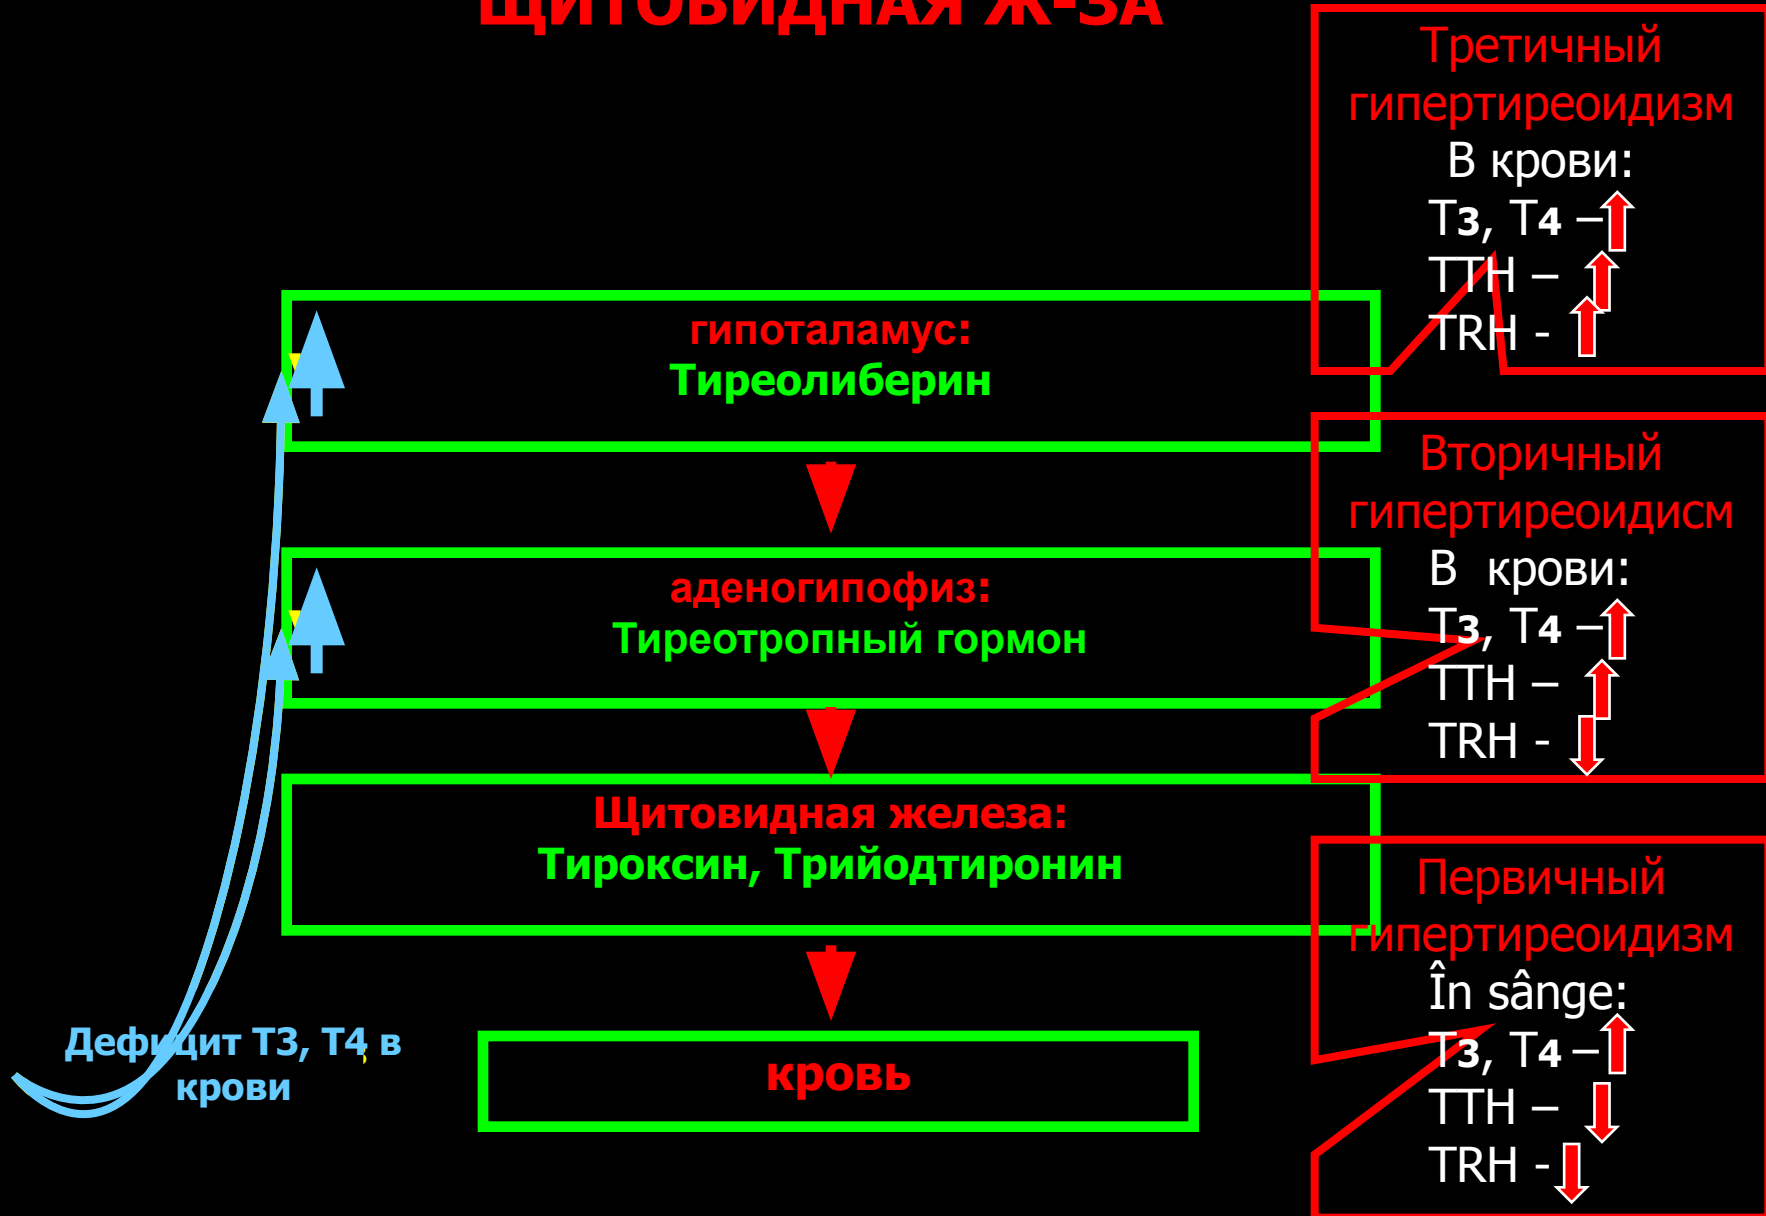 ЩИТОВИДНАЯ Ж-ЗА
Третичный
гипертиреоидизм
В крови:
Т3, Т4 –
ТТН –
TRH -
гипоталамус:
Тиреолиберин
Вторичный
гипертиреоидисм
В крови:
Т3, Т4 –
ТТН –
TRH -
аденогипофиз:
Тиреотропный гормон
Щитовидная железа:
Тироксин, Трийодтиронин
Первичный
гипертиреоидизм
În sânge:
Т3, Т4 –
ТТН –
TRH -
Дефицит Т3, Т4 в
крови
кровь